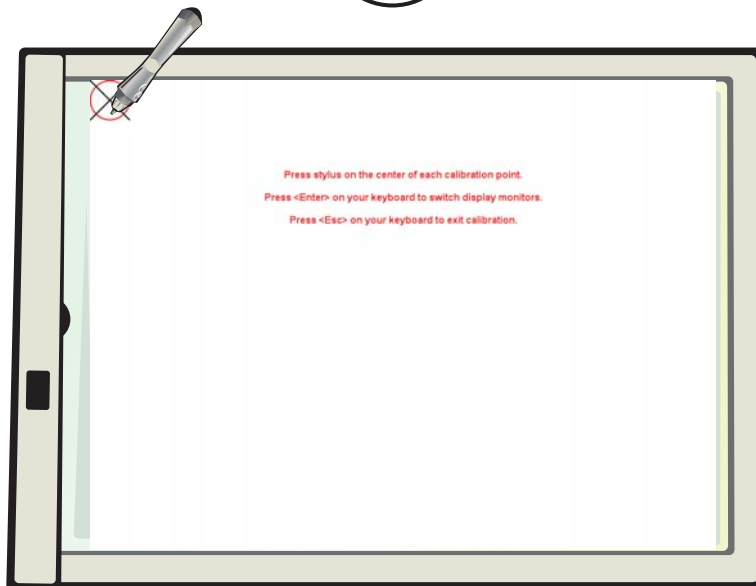 Press stylus on the center of each calibration point.
Press <Enter> on your keyboard to switch display monitors.
Press <Esc> on your keyboard to exit calibration.